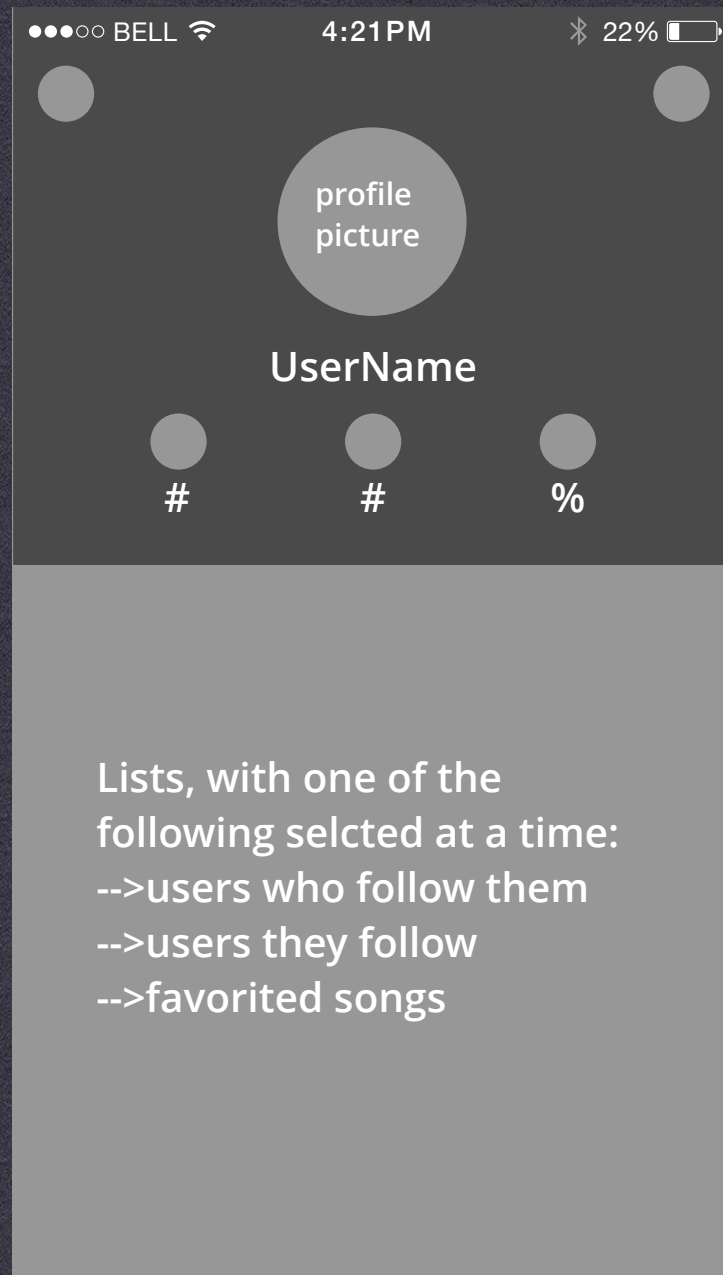 BELL 4:21PM 22%
profile
picture
UserName
# # %
Lists, with one of the
following selcted at a time:
-->users who follow them
-->users they follow
-->favorited songs